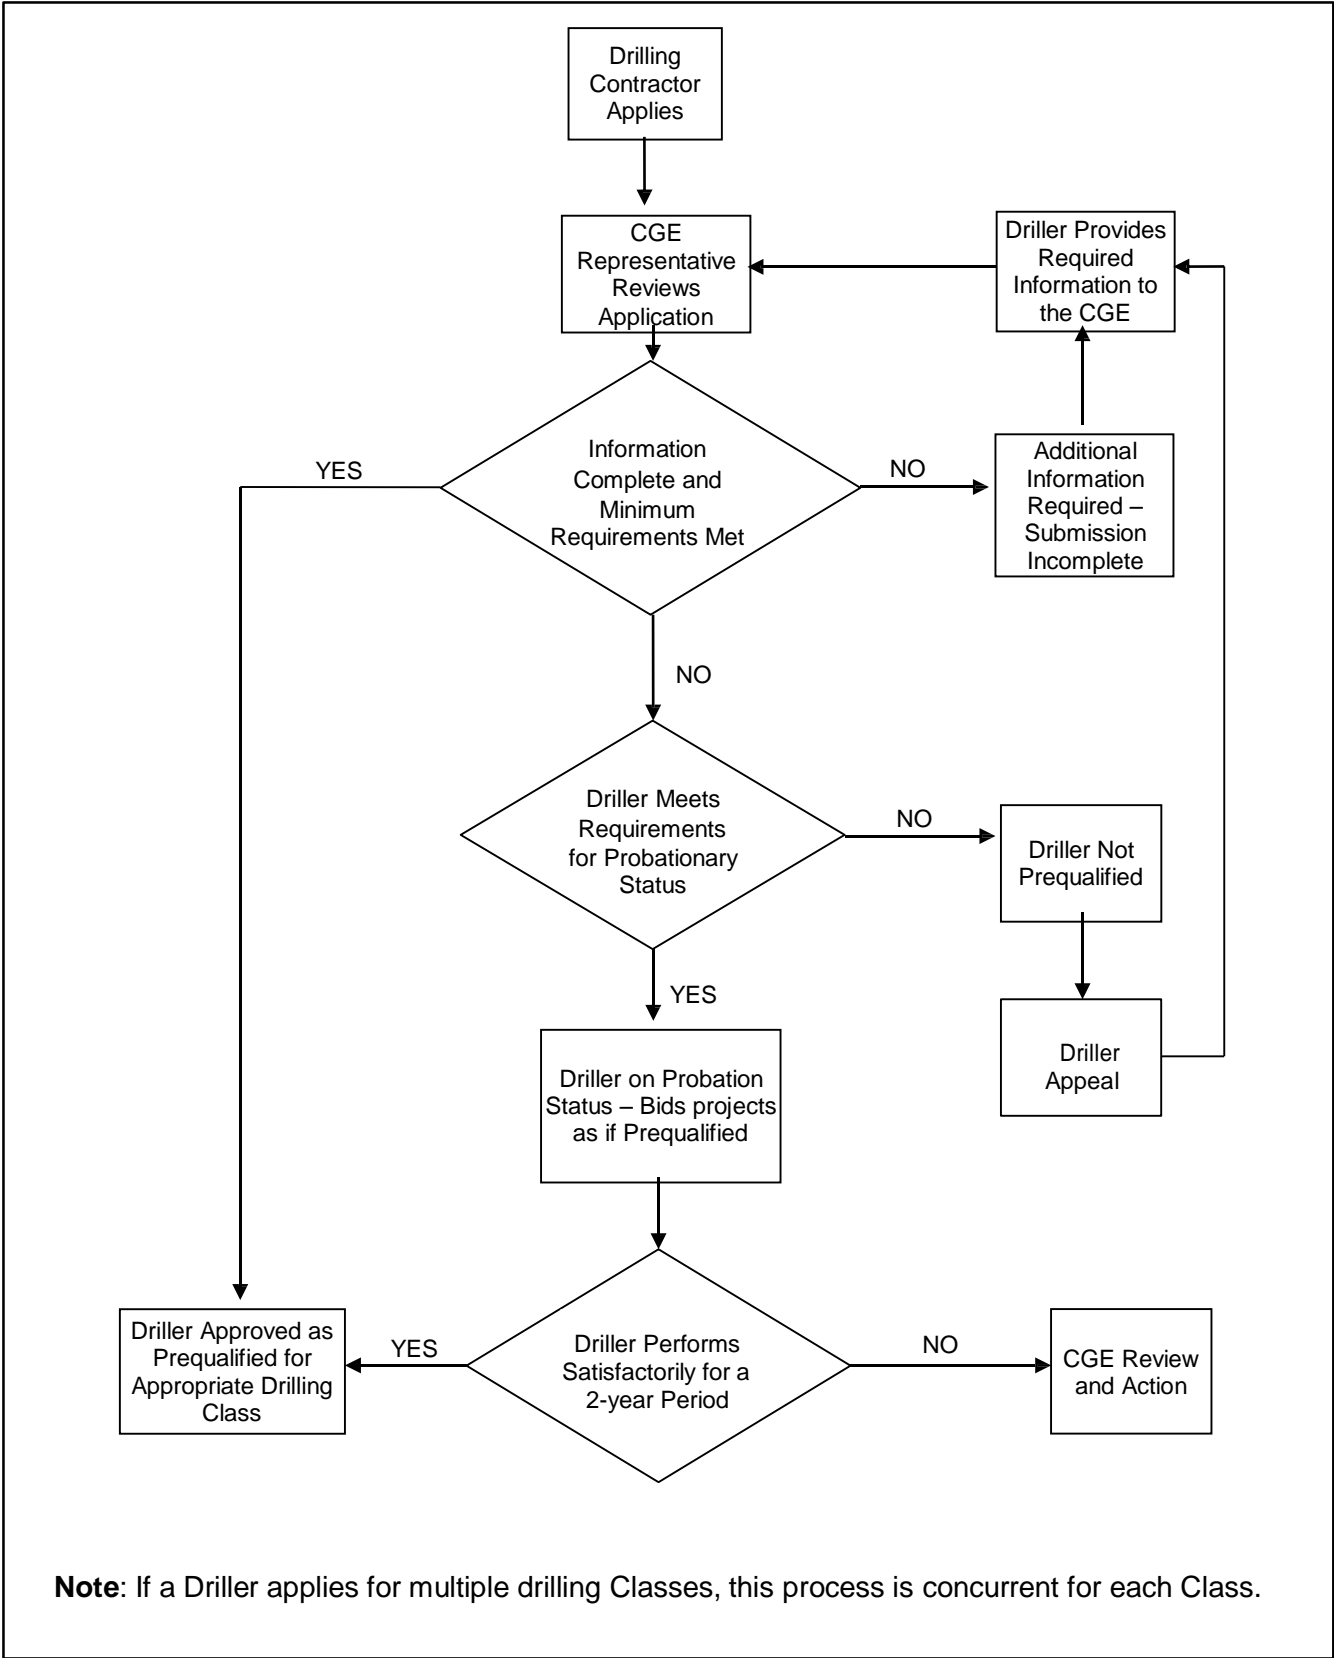 Drilling
Contractor
Applies
CGE
Representative
Reviews
Application
Driller Provides
Required
Information to
the CGE
Information
Complete and
Minimum
Requirements Met
YES
NO
Additional
Information
Required –
Submission
Incomplete
NO
Driller Meets
Requirements
for Probationary
Status
NO
Driller Not
Prequalified
YES
Driller
Appeal
Driller on Probation
Status – Bids projects
as if Prequalified
Driller Approved as
Prequalified for
Appropriate Drilling
Class
YES
Driller Performs
Satisfactorily for a
2-year Period
NO
CGE Review
and Action
Note: If a Driller applies for multiple drilling Classes, this process is concurrent for each Class.